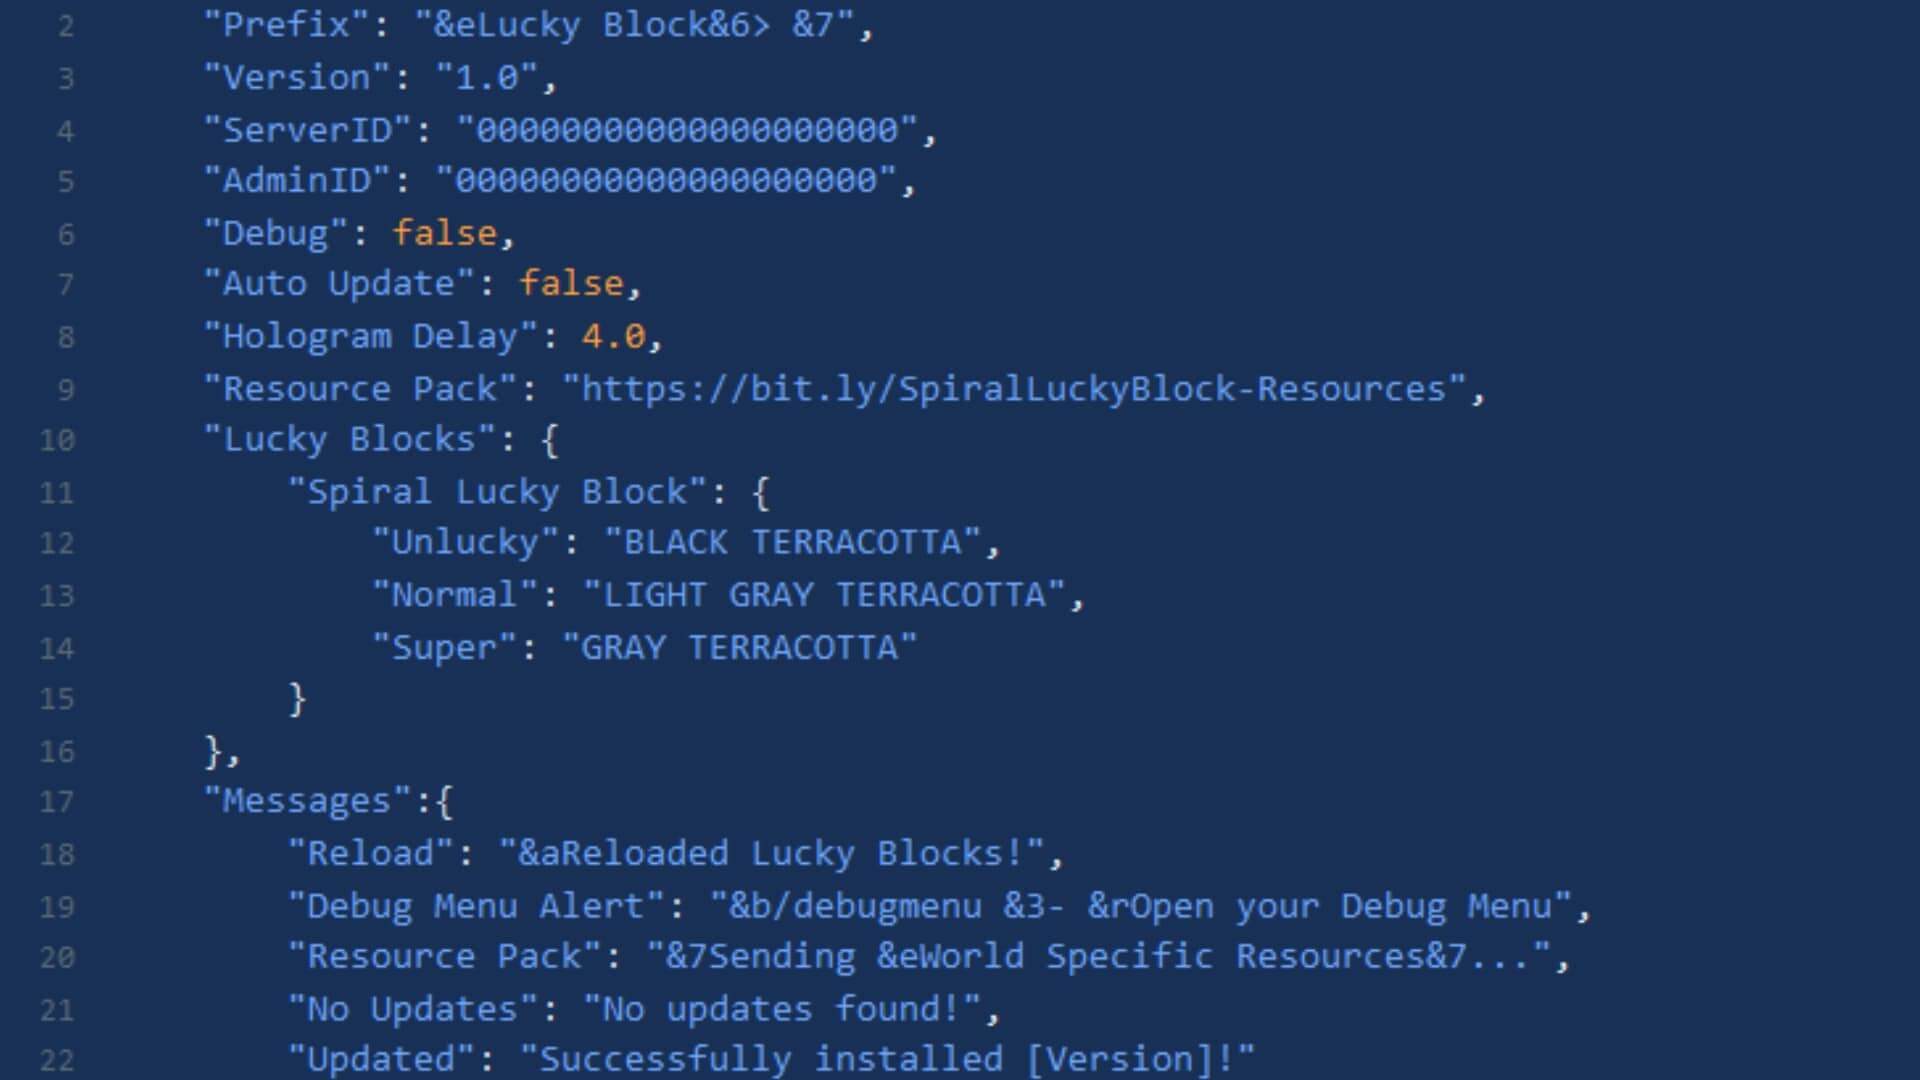 2 "Prefix": "&eLucky Block&6> &7",
3 "Version": "1.0",
4 "ServerID": "00000000000000000000",
5 "AdminID": "00000000000000000000",
6 "Debug": false,
7 "Auto Update": false,
8 "Hologram Delay": 4.0,
9 "Resource Pack": "https://bit.ly/SpiralLuckyBlock-Resources",
10 "Lucky Blocks": {
11 "Spiral Lucky Block": {
12 "Unlucky": "BLACK TERRACOTTA",
13 "Normal": "LIGHT GRAY TERRACOTTA",
14 "Super": "GRAY TERRACOTTA"
15 }
16 },
17 "Messages":{
18 "Reload": "&aReloaded Lucky Blocks!",
19 "Debug Menu Alert": "&b/debugmenu &3- &rOpen your Debug Menu",
20 "Resource Pack": "&7Sending &eWorld Specific Resources&7...",
21 "No Updates": "No updates found!",
22 "Updated": "Successfully installed [Version]!"